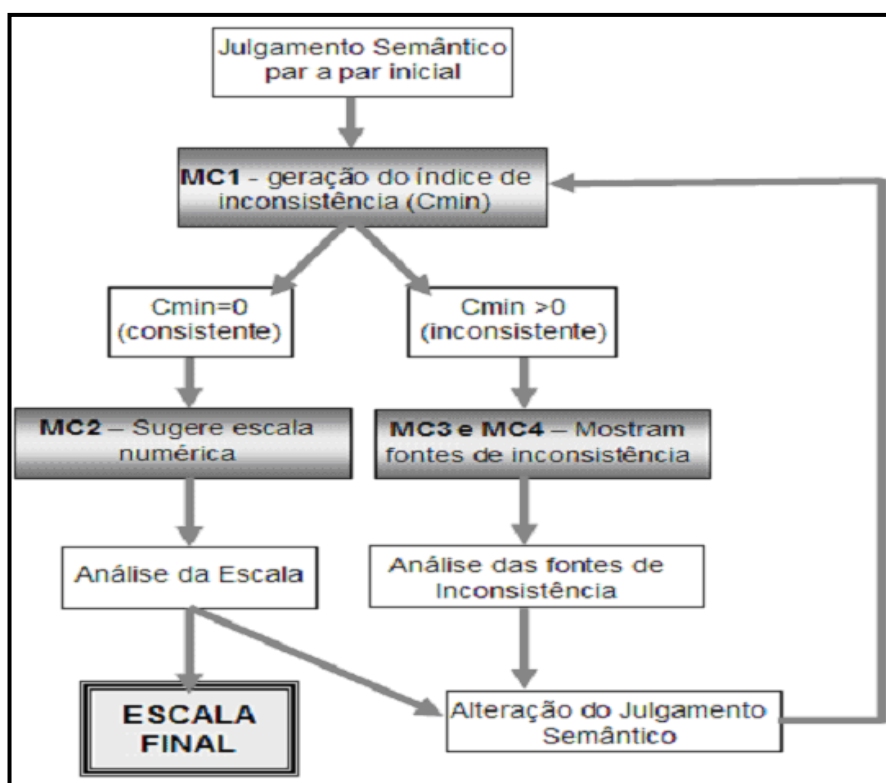 Julgamento Semântico
par a par inicial
MC1 - geração do índice de
inconsistência (Cmin)
Cmin=0
(consistente)
Cmin >0
(inconsistente)
MC2 – Sugere escala
numérica
MC3 e MC4 – Mostram
fontes de inconsistência
Análise da Escala
Análise das fontes de
Inconsistência
ESCALA
FINAL
Alteração do Julgamento
Semântico